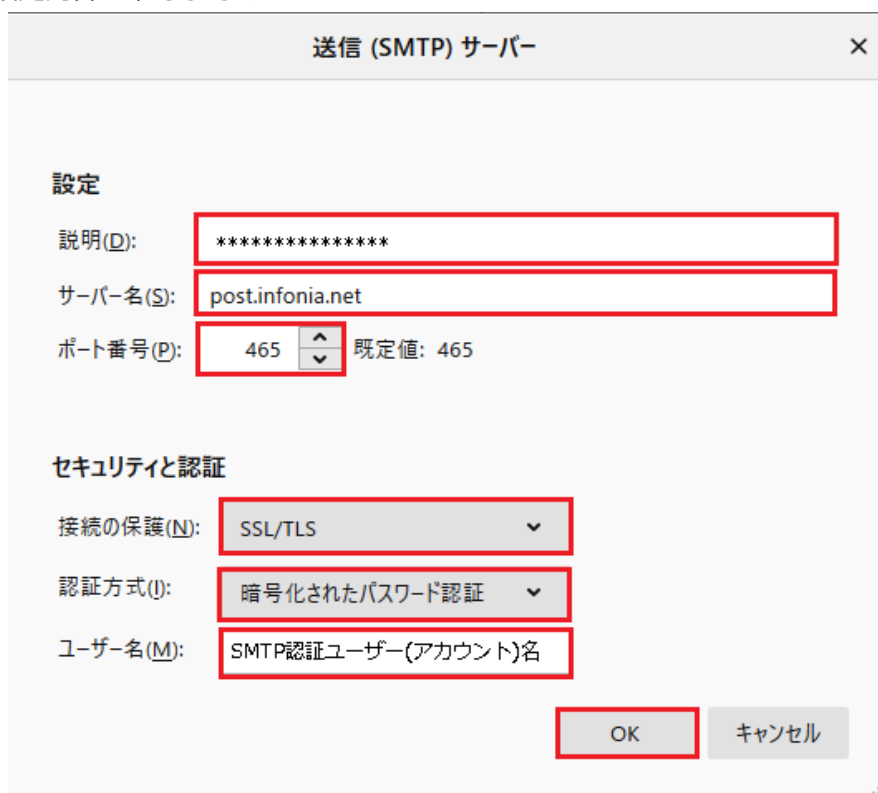 送信 (SMTP) サーバー
設定
説明(D): ***************
サーバー名(S): post.infonia.net
ポート番号(P): 465 既定値: 465
セキュリティと認証
接続の保護(N): SSL/TLS
認証方式(I): 暗号化されたパスワード認証
ユーザー名(M): SMTP認証ユーザー(アカウント)名
OK キャンセル